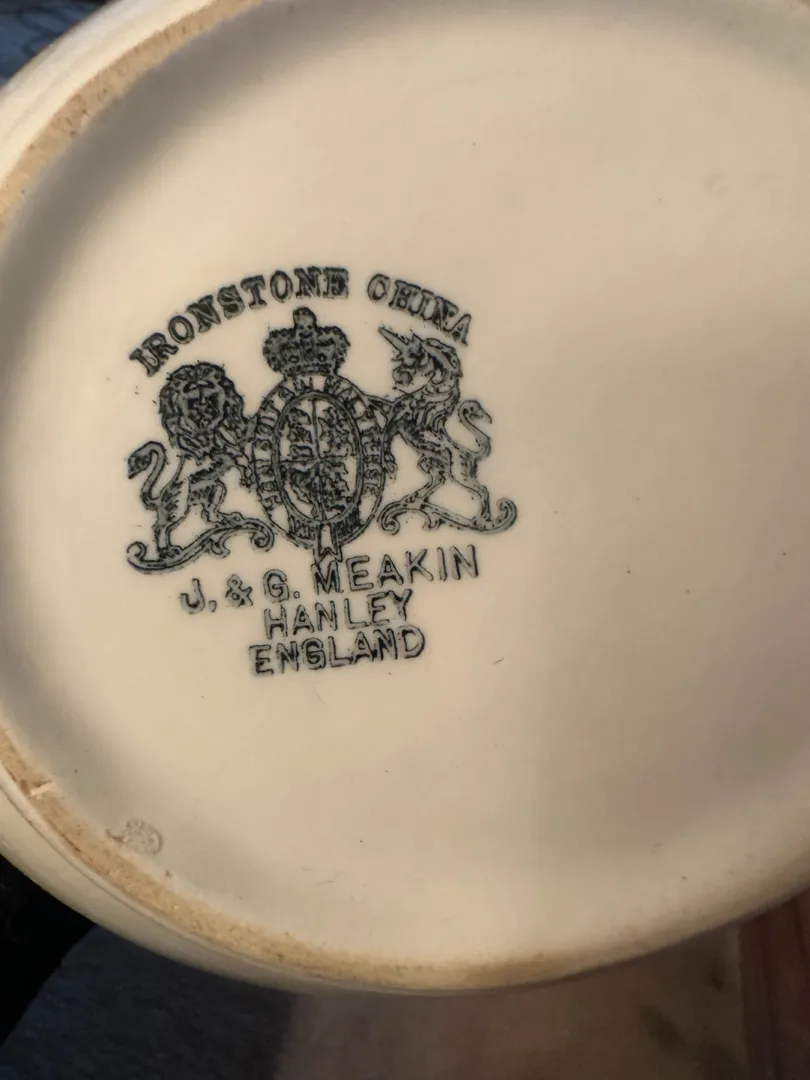 IRONSTONE CHINA
J. & G. MEAKIN
HANLEY
ENGLAND